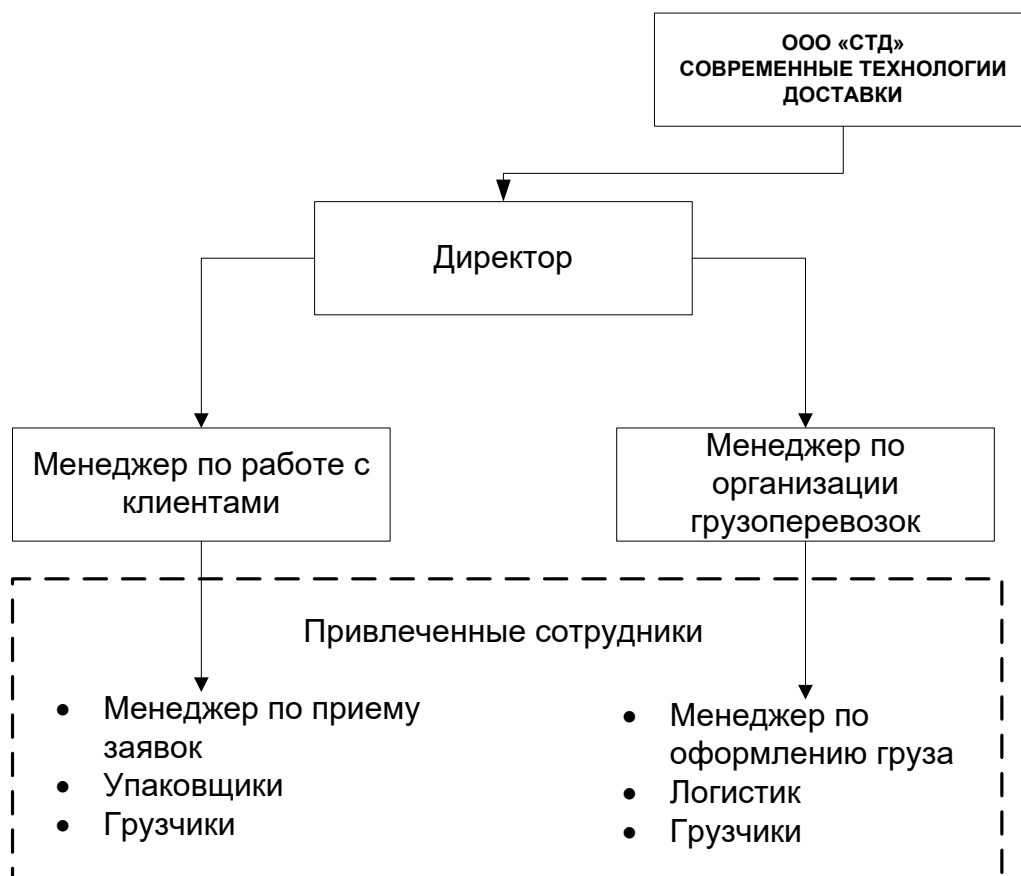 ООО «СТД»
СОВРЕМЕННЫЕ ТЕХНОЛОГИИ
ДОСТАВКИ
Директор
Менеджер по работе с
клиентами
Менеджер по
организации
грузоперевозок
Привлеченные сотрудники
• Менеджер по приему
заявок
• Упаковщики
• Грузчики
• Менеджер по
оформлению груза
• Логистик
• Грузчики